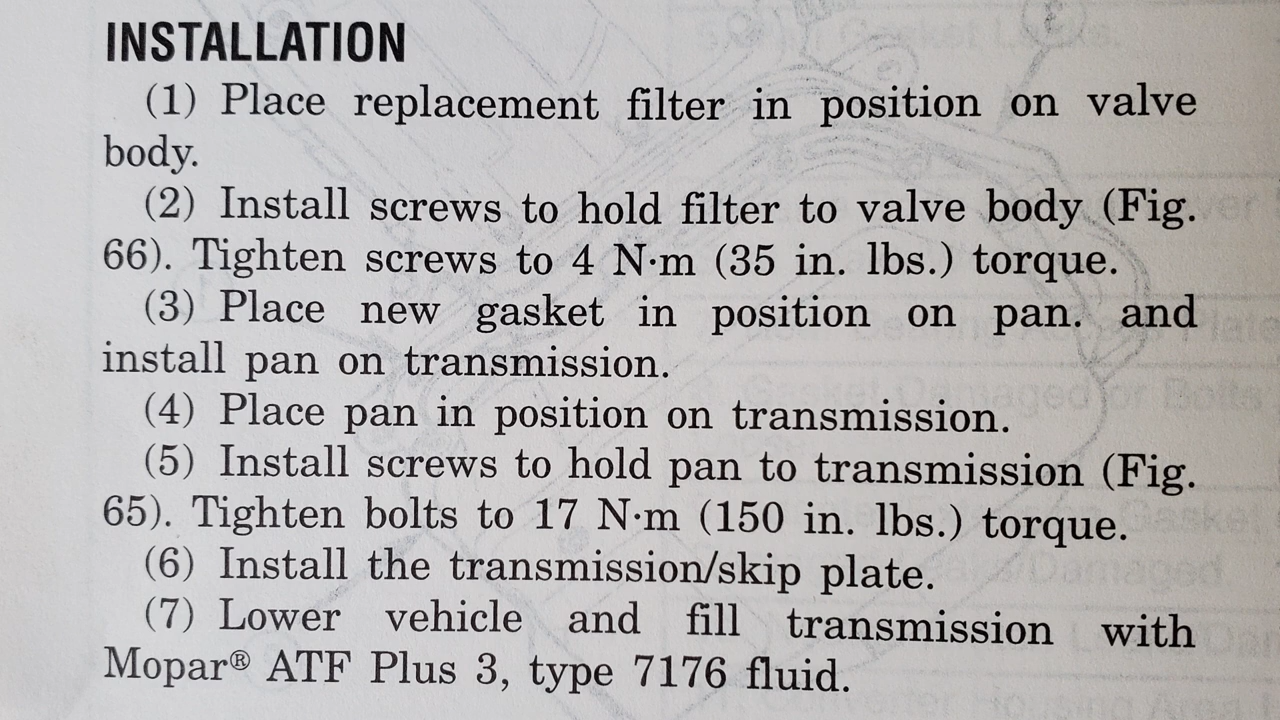 INSTALLATION
(1) Place replacement filter in position on valve
body.
(2) Install screws to hold filter to valve body (Fig.
66). Tighten screws to 4 N·m (35 in. lbs.) torque.
(3) Place new gasket in position on pan. and
install pan on transmission.
(4) Place pan in position on transmission.
(5) Install screws to hold pan to transmission (Fig.
65). Tighten bolts to 17 N·m (150 in. lbs.) torque.
(6) Install the transmission/skip plate.
(7) Lower vehicle and fill transmission with
Mopar® ATF Plus 3, type 7176 fluid.